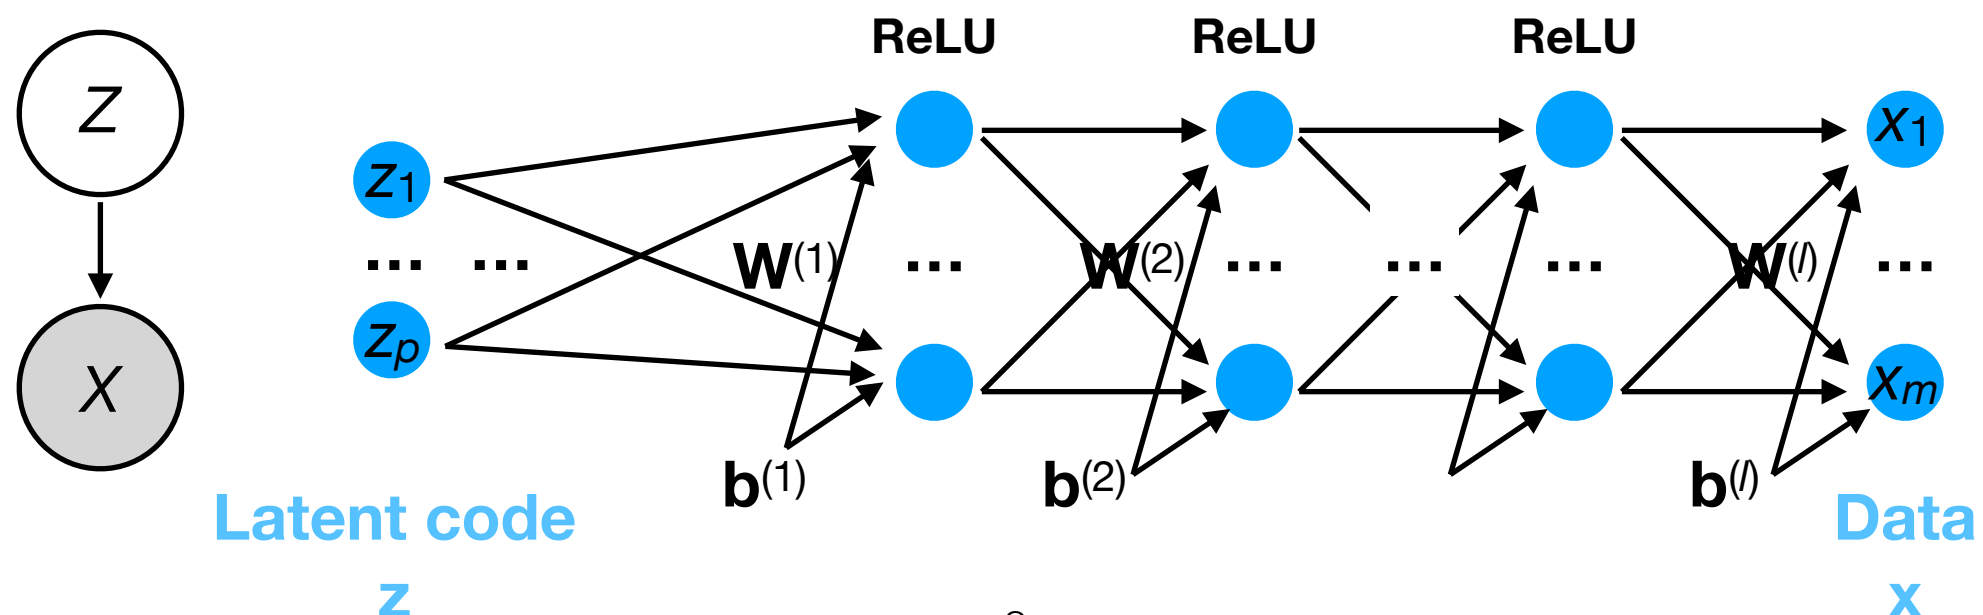 ReLU ReLU ReLU
Z
z1
x1
... ... W(1) ... W(2) ... ... ... W(l) ...
zp
X
xm
b(1) b(2) b(l)
Latent code
Data
z
x